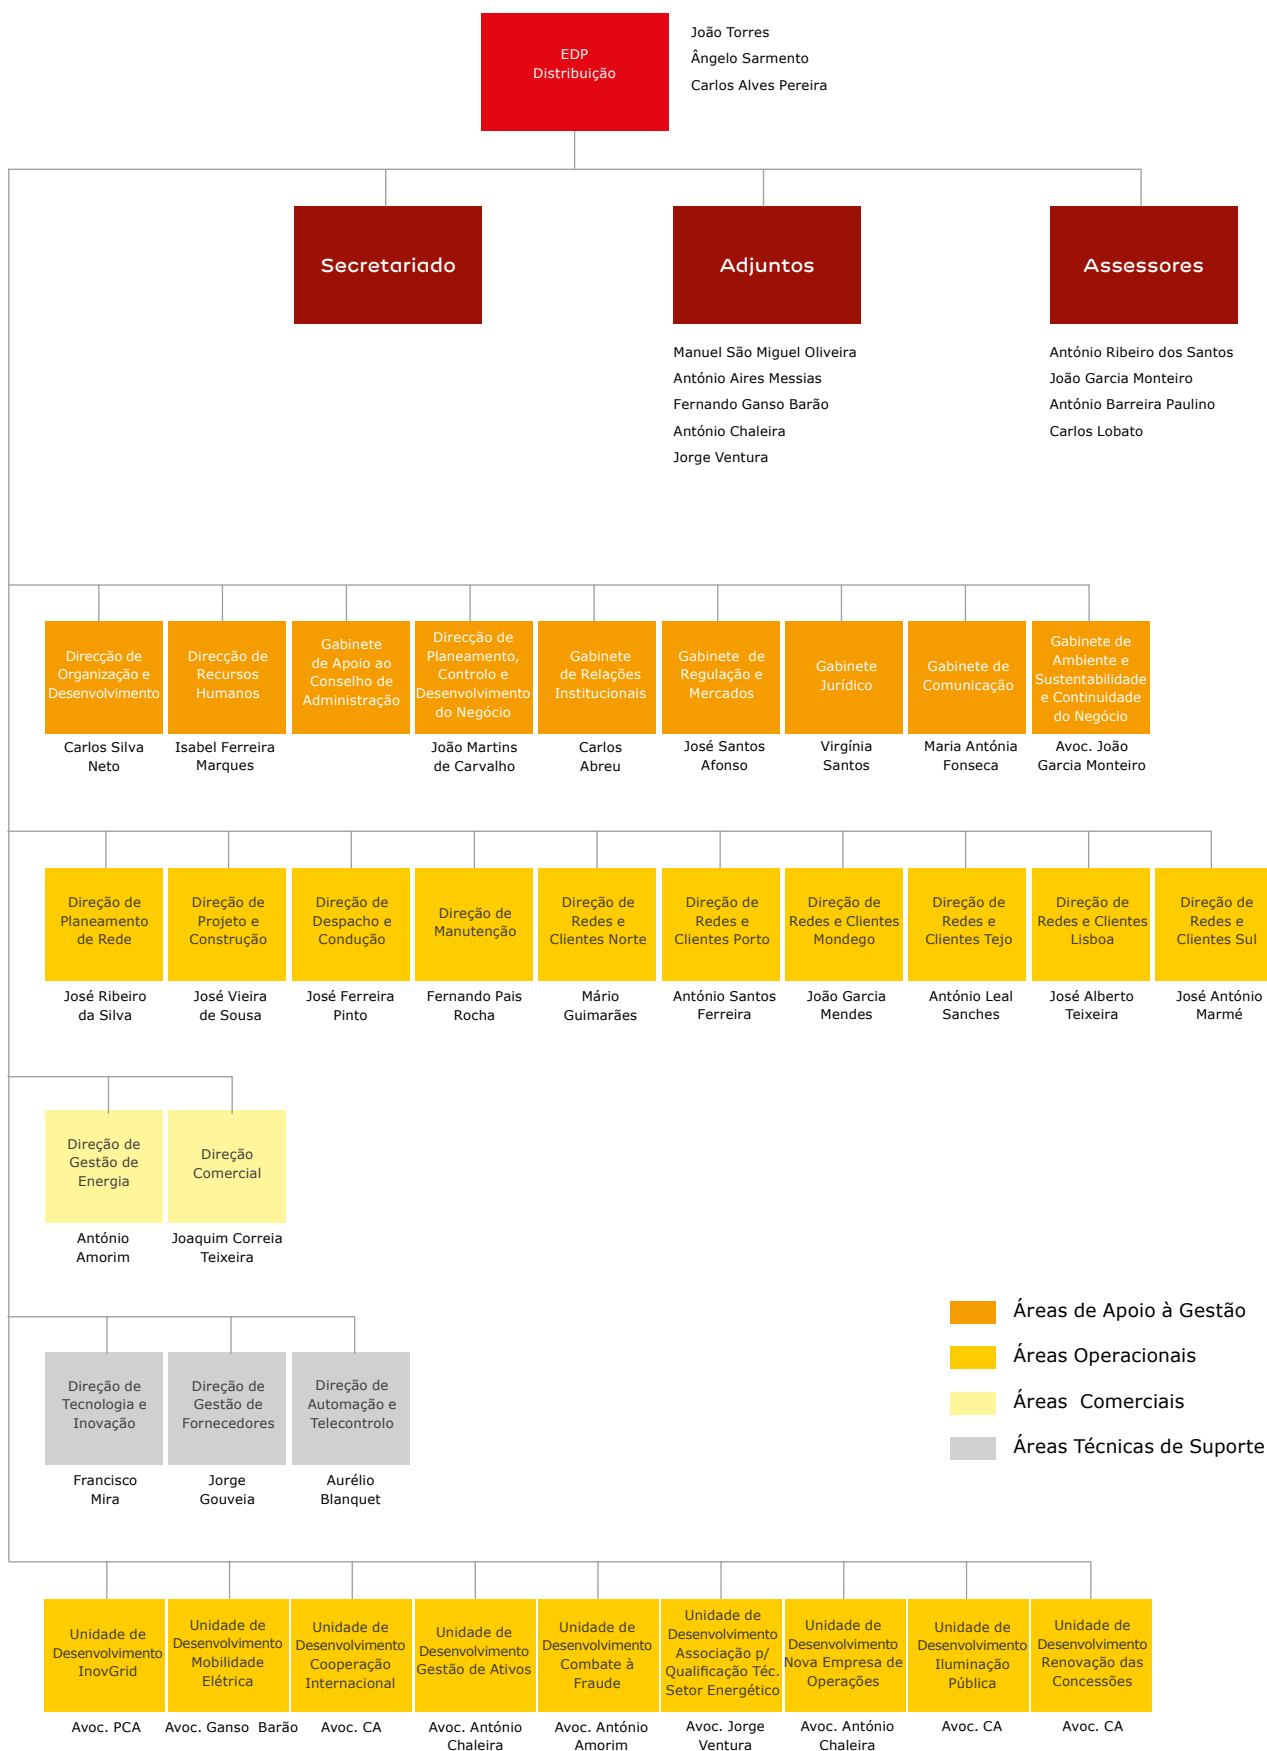 EDP
Distribuição
João Torres
Ângelo Sarmento
Carlos Alves Pereira
Secretariado
Adjuntos
Assessores
Manuel São Miguel Oliveira
António Aires Messias
Fernando Ganso Barão
António Chaleira
Jorge Ventura
António Ribeiro dos Santos
João Garcia Monteiro
António Barreira Paulino
Carlos Lobato
Direcção de
Organização e
Desenvolvimento
Carlos Silva
Neto
Direcção de
Recursos
Humanos
Isabel Ferreira
Marques
Gabinete
de Apoio ao
Conselho de
Administração
Direcção de
Planeamento,
Controlo e
Desenvolvimento
do Negócio
João Martins
de Carvalho
Gabinete
de Relações
Institucionais
Carlos
Abreu
Gabinete de
Regulação e
Mercados
José Santos
Afonso
Gabinete
Jurídico
Virgínia
Santos
Gabinete de
Comunicação
Maria Antónia
Fonseca
Gabinete de
Ambiente e
Sustentabilidade
e Continuidade
do Negócio
Avoc. João
Garcia Monteiro
Direção de
Planeamento
de Rede
José Ribeiro
da Silva
Direção de
Projeto e
Construção
José Vieira
de Sousa
Direção de
Despacho e
Condução
José Ferreira
Pinto
Direção de
Manutenção
Fernando Pais
Rocha
Direção de
Redes e
Clientes Norte
Mário
Guimarães
Direção de
Redes e
Clientes Porto
António Santos
Ferreira
Direção de
Redes e Clientes
Mondego
João Garcia
Mendes
Direção de
Redes e
Clientes Tejo
António Leal
Sanches
Direção de
Redes e Clientes
Lisboa
José Alberto
Teixeira
Direção de
Redes e
Clientes Sul
José António
Marmé
Direção de
Gestão de
Energia
António
Amorim
Direção
Comercial
Joaquim Correia
Teixeira
Direção de
Tecnologia e
Inovação
Francisco
Mira
Direção de
Gestão de
Fornecedores
Jorge
Gouveia
Direção de
Automação e
Telecontrolo
Aurélio
Blanquet
Áreas de Apoio à Gestão
Áreas Operacionais
Áreas Comerciais
Áreas Técnicas de Suporte
Unidade de
Desenvolvimento
InovGrid
Avoc. PCA
Unidade de
Desenvolvimento
Mobilidade
Elétrica
Avoc. Ganso Barão
Unidade de
Desenvolvimento
Cooperação
Internacional
Avoc. CA
Unidade de
Desenvolvimento
Gestão de Ativos
Avoc. António
Chaleira
Unidade de
Desenvolvimento
Combate à
Fraude
Avoc. António
Amorim
Unidade de
Desenvolvimento
Associação p/
Qualificação Téc.
Setor Energético
Avoc. Jorge
Ventura
Unidade de
Desenvolvimento
Nova Empresa de
Operações
Avoc. António
Chaleira
Unidade de
Desenvolvimento
Iluminação
Pública
Avoc. CA
Unidade de
Desenvolvimento
Renovação das
Concessões
Avoc. CA